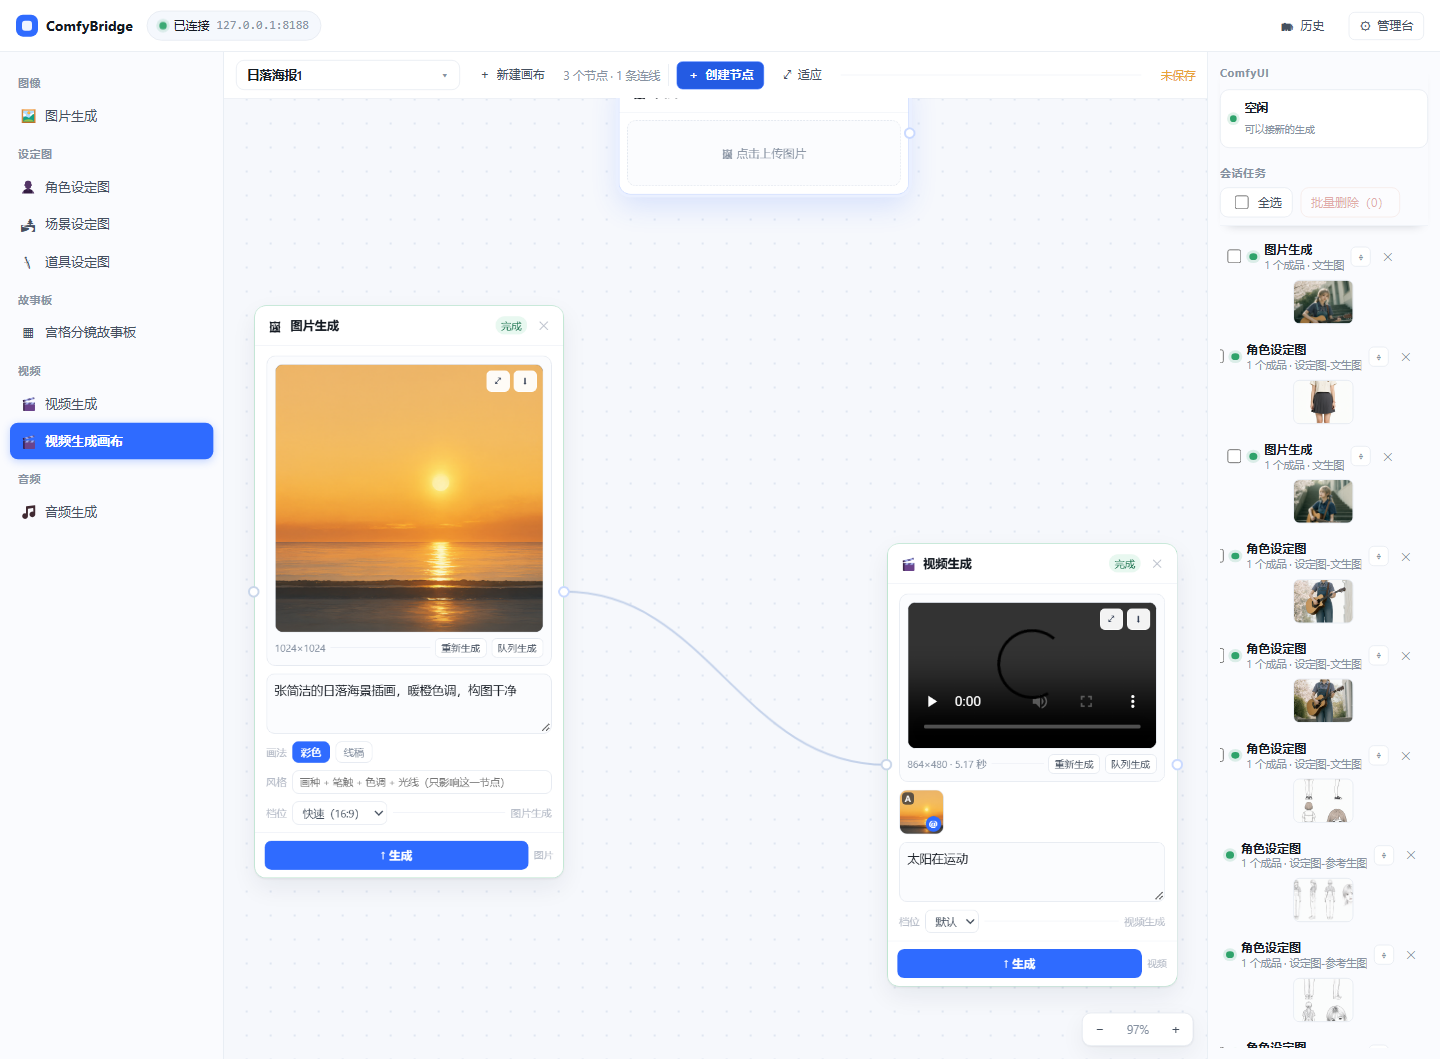 ComfyBridge
已连接 127.0.0.1:8188
历史
管理台
图像
图片生成
设定图
角色设定图
场景设定图
道具设定图
故事板
宫格分镜故事板
视频
视频生成
视频生成画布
音频
音频生成
日落海报1
+ 新建画布
3 个节点 · 1 条连线
+ 创建节点
适应
未保存
点击上传图片
图片生成
完成
1024×1024
重新生成
队列生成
张简洁的日落海景插画，暖橙色调，构图干净
画法
彩色
线稿
风格
画种 + 笔触 + 色调 + 光线（只影响这一节点）
档位
快速（16:9）
图片生成
↑ 生成
图片
视频生成
完成
0:00
864×480 · 5.17 秒
重新生成
队列生成
A
@
太阳在运动
档位
默认
视频生成
↑ 生成
视频
− 97% +
ComfyUI
空闲
可以接新的生成
会话任务
全选
批量删除（0）
图片生成
1 个成品 · 文生图
角色设定图
1 个成品 · 设定图-文生图
图片生成
1 个成品 · 文生图
角色设定图
1 个成品 · 设定图-文生图
角色设定图
1 个成品 · 设定图-文生图
角色设定图
1 个成品 · 设定图-文生图
角色设定图
1 个成品 · 设定图-参考生图
角色设定图
1 个成品 · 设定图-参考生图
角色设定图